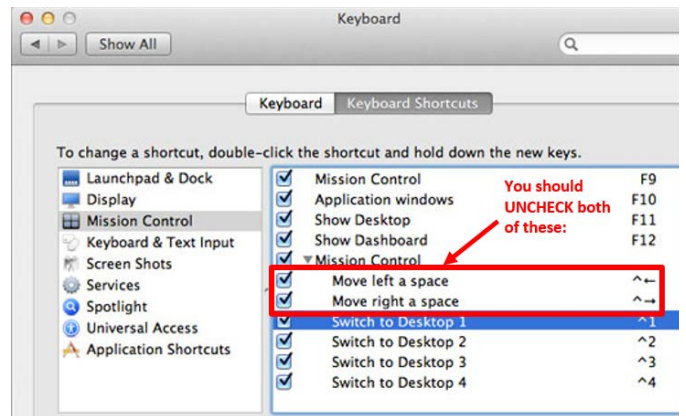 Keyboard
Show All
Keyboard Keyboard Shortcuts
To change a shortcut, double-click the shortcut and hold down the new keys.
Launchpad & Dock
Display
Mission Control
Keyboard & Text Input
Screen Shots
Services
Spotlight
Universal Access
Application Shortcuts
Mission Control F9
Application windows F10
Show Desktop F11
Show Dashboard F12
Mission Control
Move left a space ^←
Move right a space ^→
Switch to Desktop 1 ^1
Switch to Desktop 2 ^2
Switch to Desktop 3 ^3
Switch to Desktop 4 ^4
You should
UNCHECK both
of these: